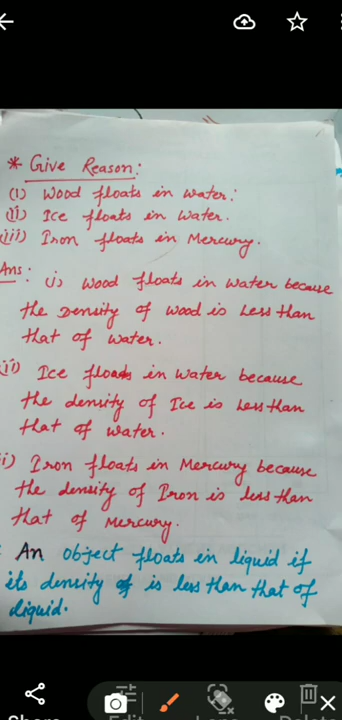 * Give Reason:
(i) Wood floats in water:
(ii) Ice floats in water.
(iii) Iron floats in Mercury.
Ans: i) Wood floats in water because
the Density of wood is less than
that of water.
ii) Ice floats in water because
the density of Ice is less than
that of water.
i) Iron floats in Mercury because
the density of Iron is less than
that of Mercury.
An object floats in liquid if
its density of is less than that of
liquid.
Share Edit Lens Delete